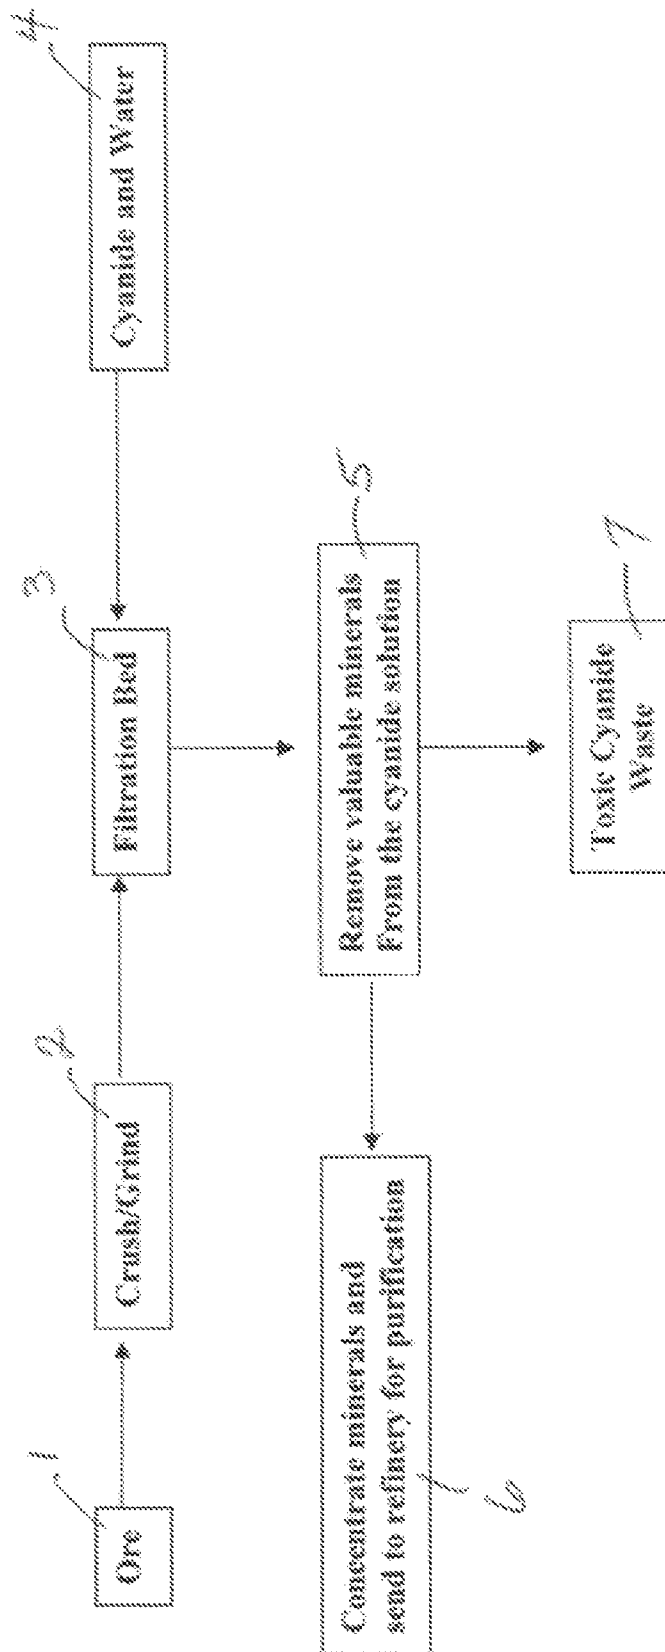 1
Ore
2
Crush/Grind
3
Filtration Bed
4
Cyanide and Water
5
Remove valuable minerals
From the cyanide solution
6
Concentrate minerals and
send to refinery for purification
7
Toxic Cyanide
Waste